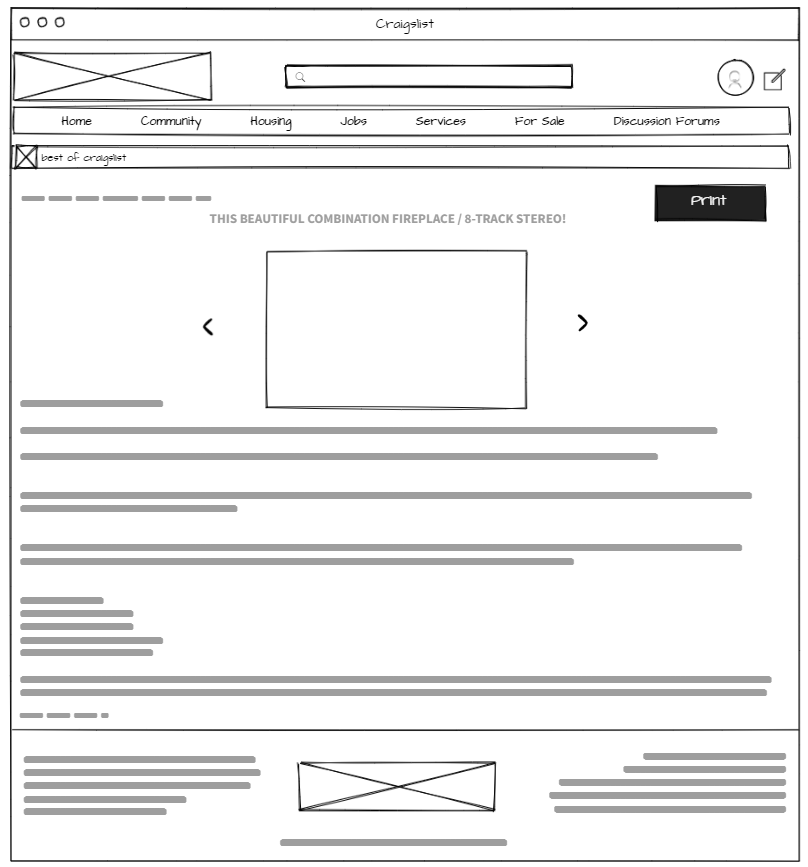 Craigslist
Home Community Housing Jobs Services For Sale Discussion Forums
best of craigslist
Print
THIS BEAUTIFUL COMBINATION FIREPLACE / 8-TRACK STEREO!